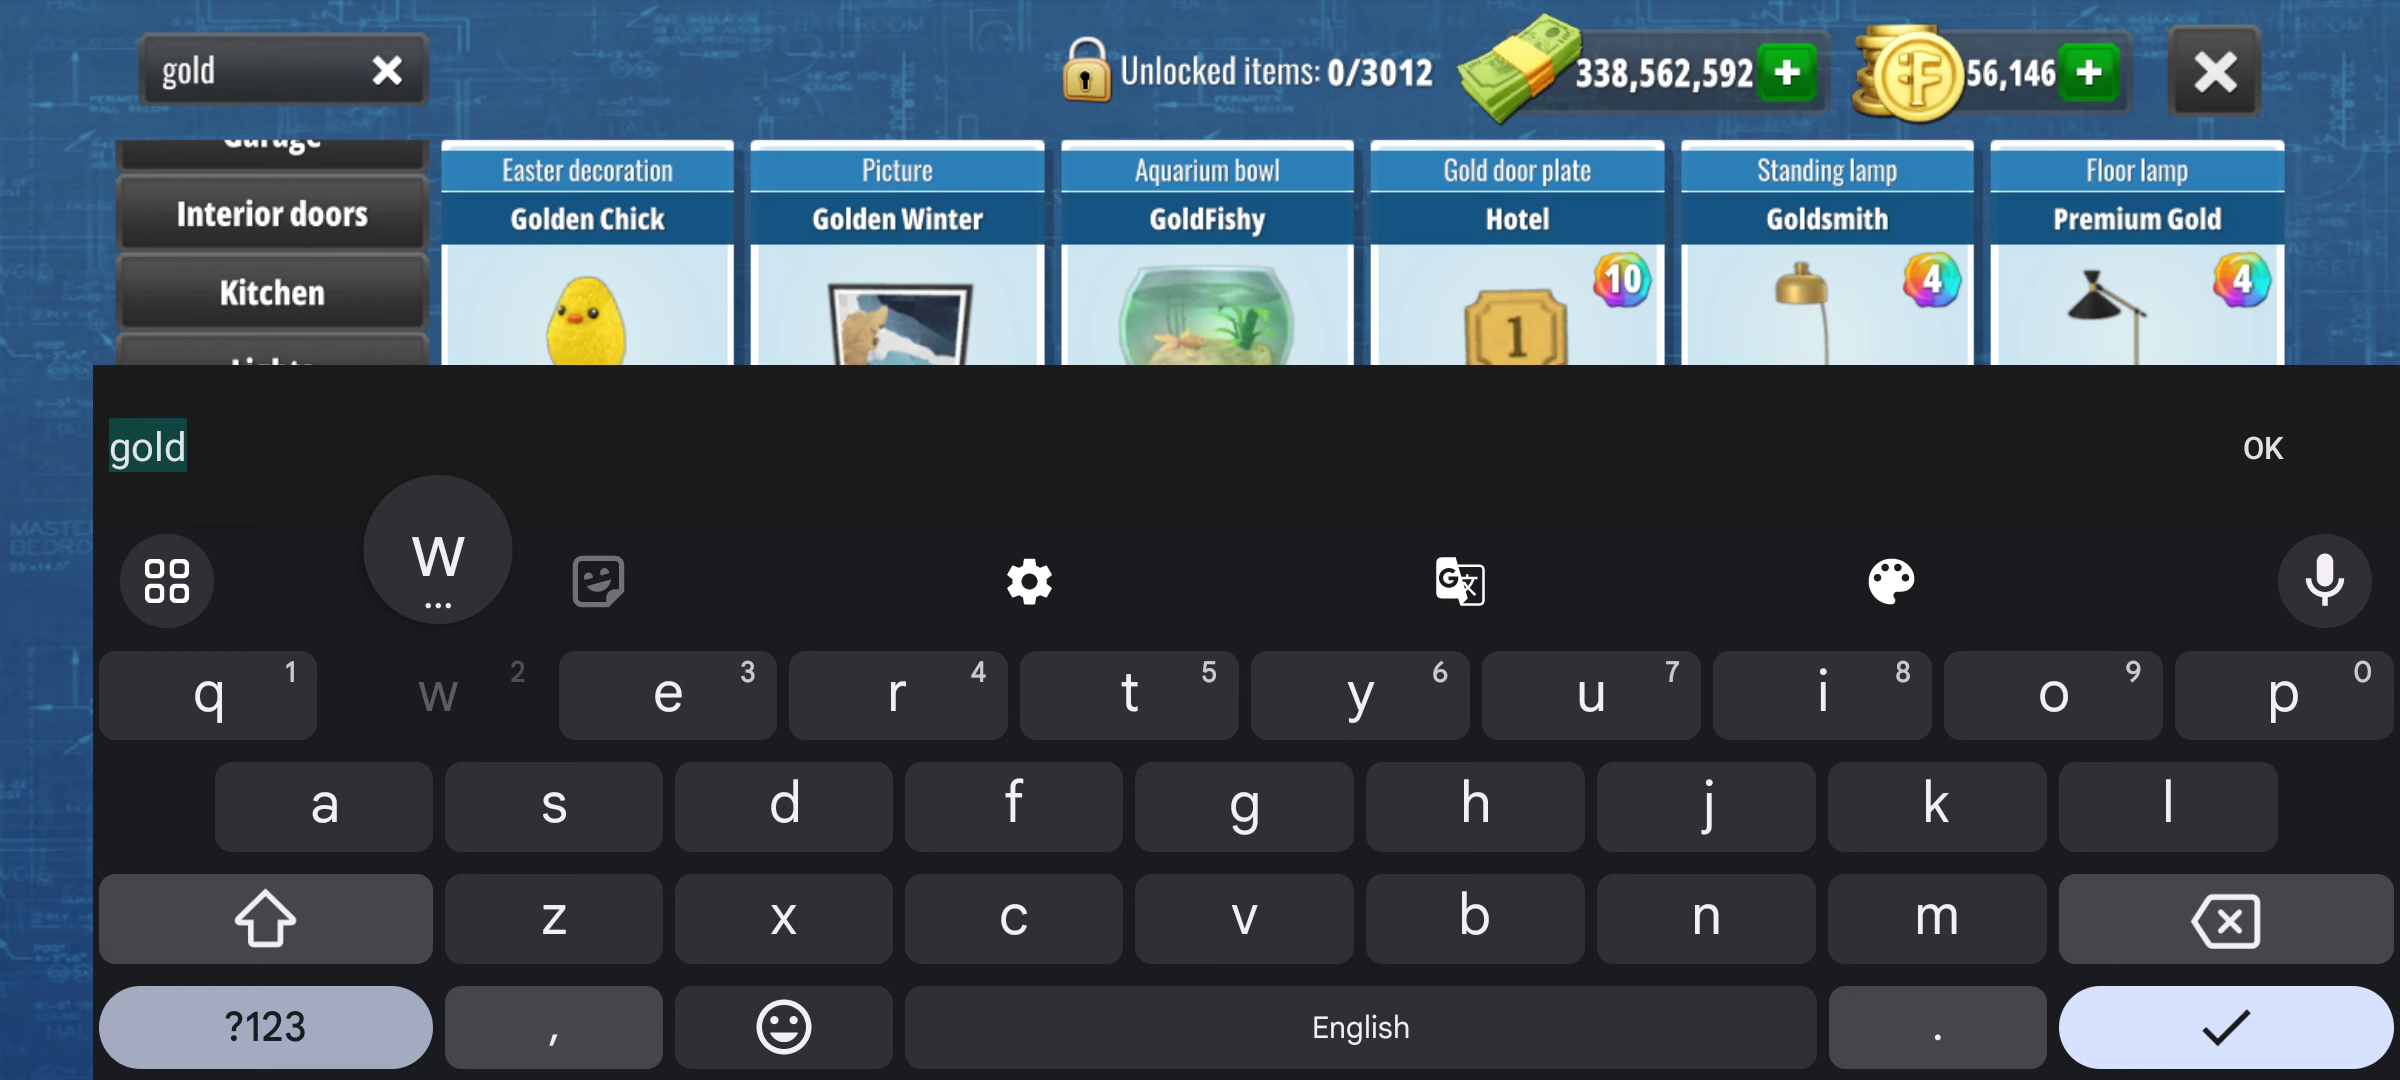 gold
Unlocked items: 0/3012
338,562,592
56,146
Garage
Interior doors
Kitchen
Lights
Easter decoration
Golden Chick
Picture
Golden Winter
Aquarium bowl
GoldFishy
Gold door plate
Hotel
10
1
Standing lamp
Goldsmith
4
Floor lamp
Premium Gold
4
gold
OK
w
...
q 1 w 2 e 3 r 4 t 5 y 6 u 7 i 8 o 9 p 0
a s d f g h j k l
z x c v b n m
?123 , English .